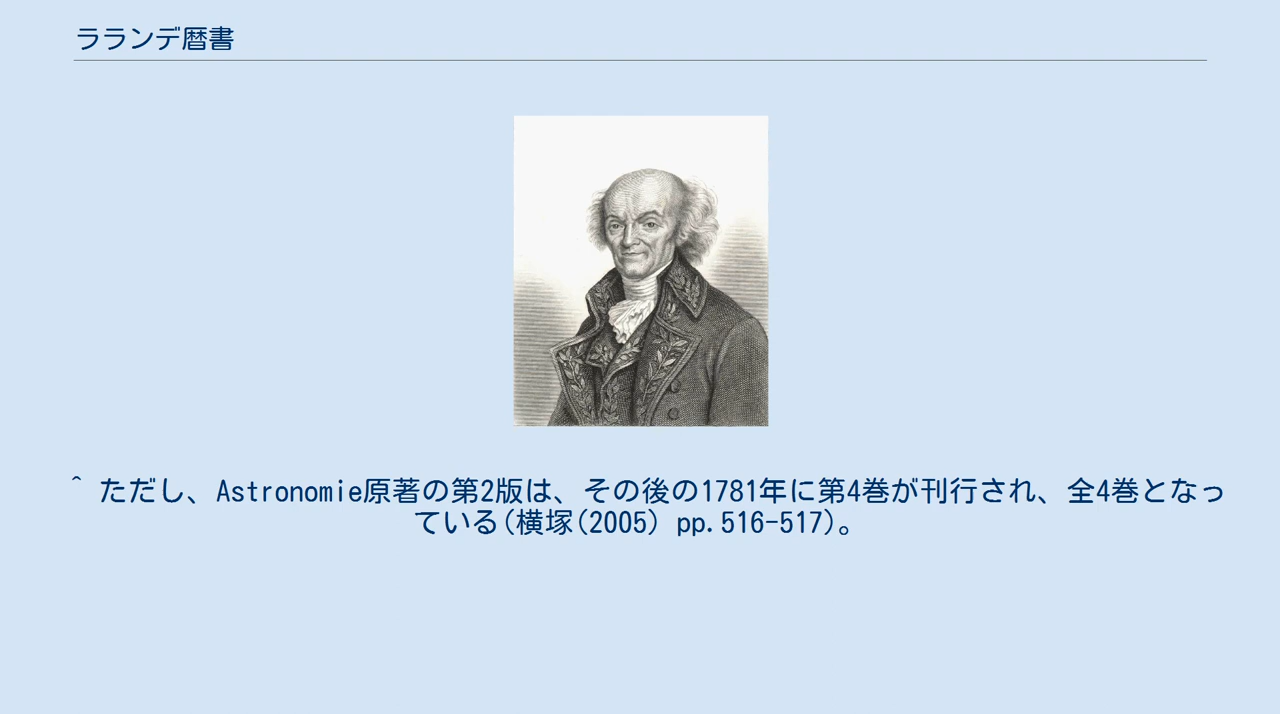 ラランデ暦書
^ ただし、Astronomie原著の第2版は、その後の1781年に第4巻が刊行され、全4巻となっ
ている(横塚(2005) pp.516-517)。